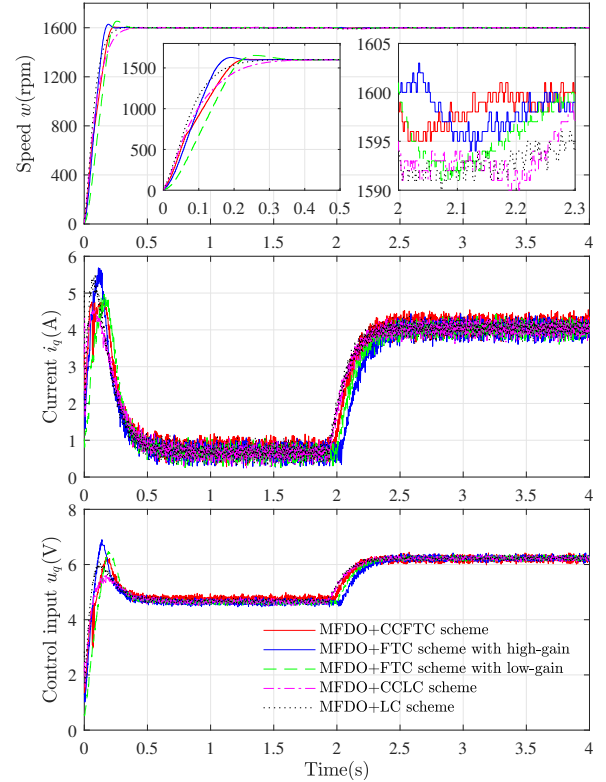 Speed w(rpm)
1600
1200
800
400
0
0 0.5 1 1.5 2 2.5 3 3.5 4
1500
1000
500
0
0 0.1 0.2 0.3 0.4 0.5
1605
1600
1595
1590
2 2.1 2.2 2.3
Current i_q(A)
6
5
4
3
2
1
0
0 0.5 1 1.5 2 2.5 3 3.5 4
Control input u_q(V)
8
6
4
2
0
MFDO+CCFTC scheme
MFDO+FTC scheme with high-gain
MFDO+FTC scheme with low-gain
MFDO+CCLC scheme
MFDO+LC scheme
0 0.5 1 1.5 2 2.5 3 3.5 4
Time(s)